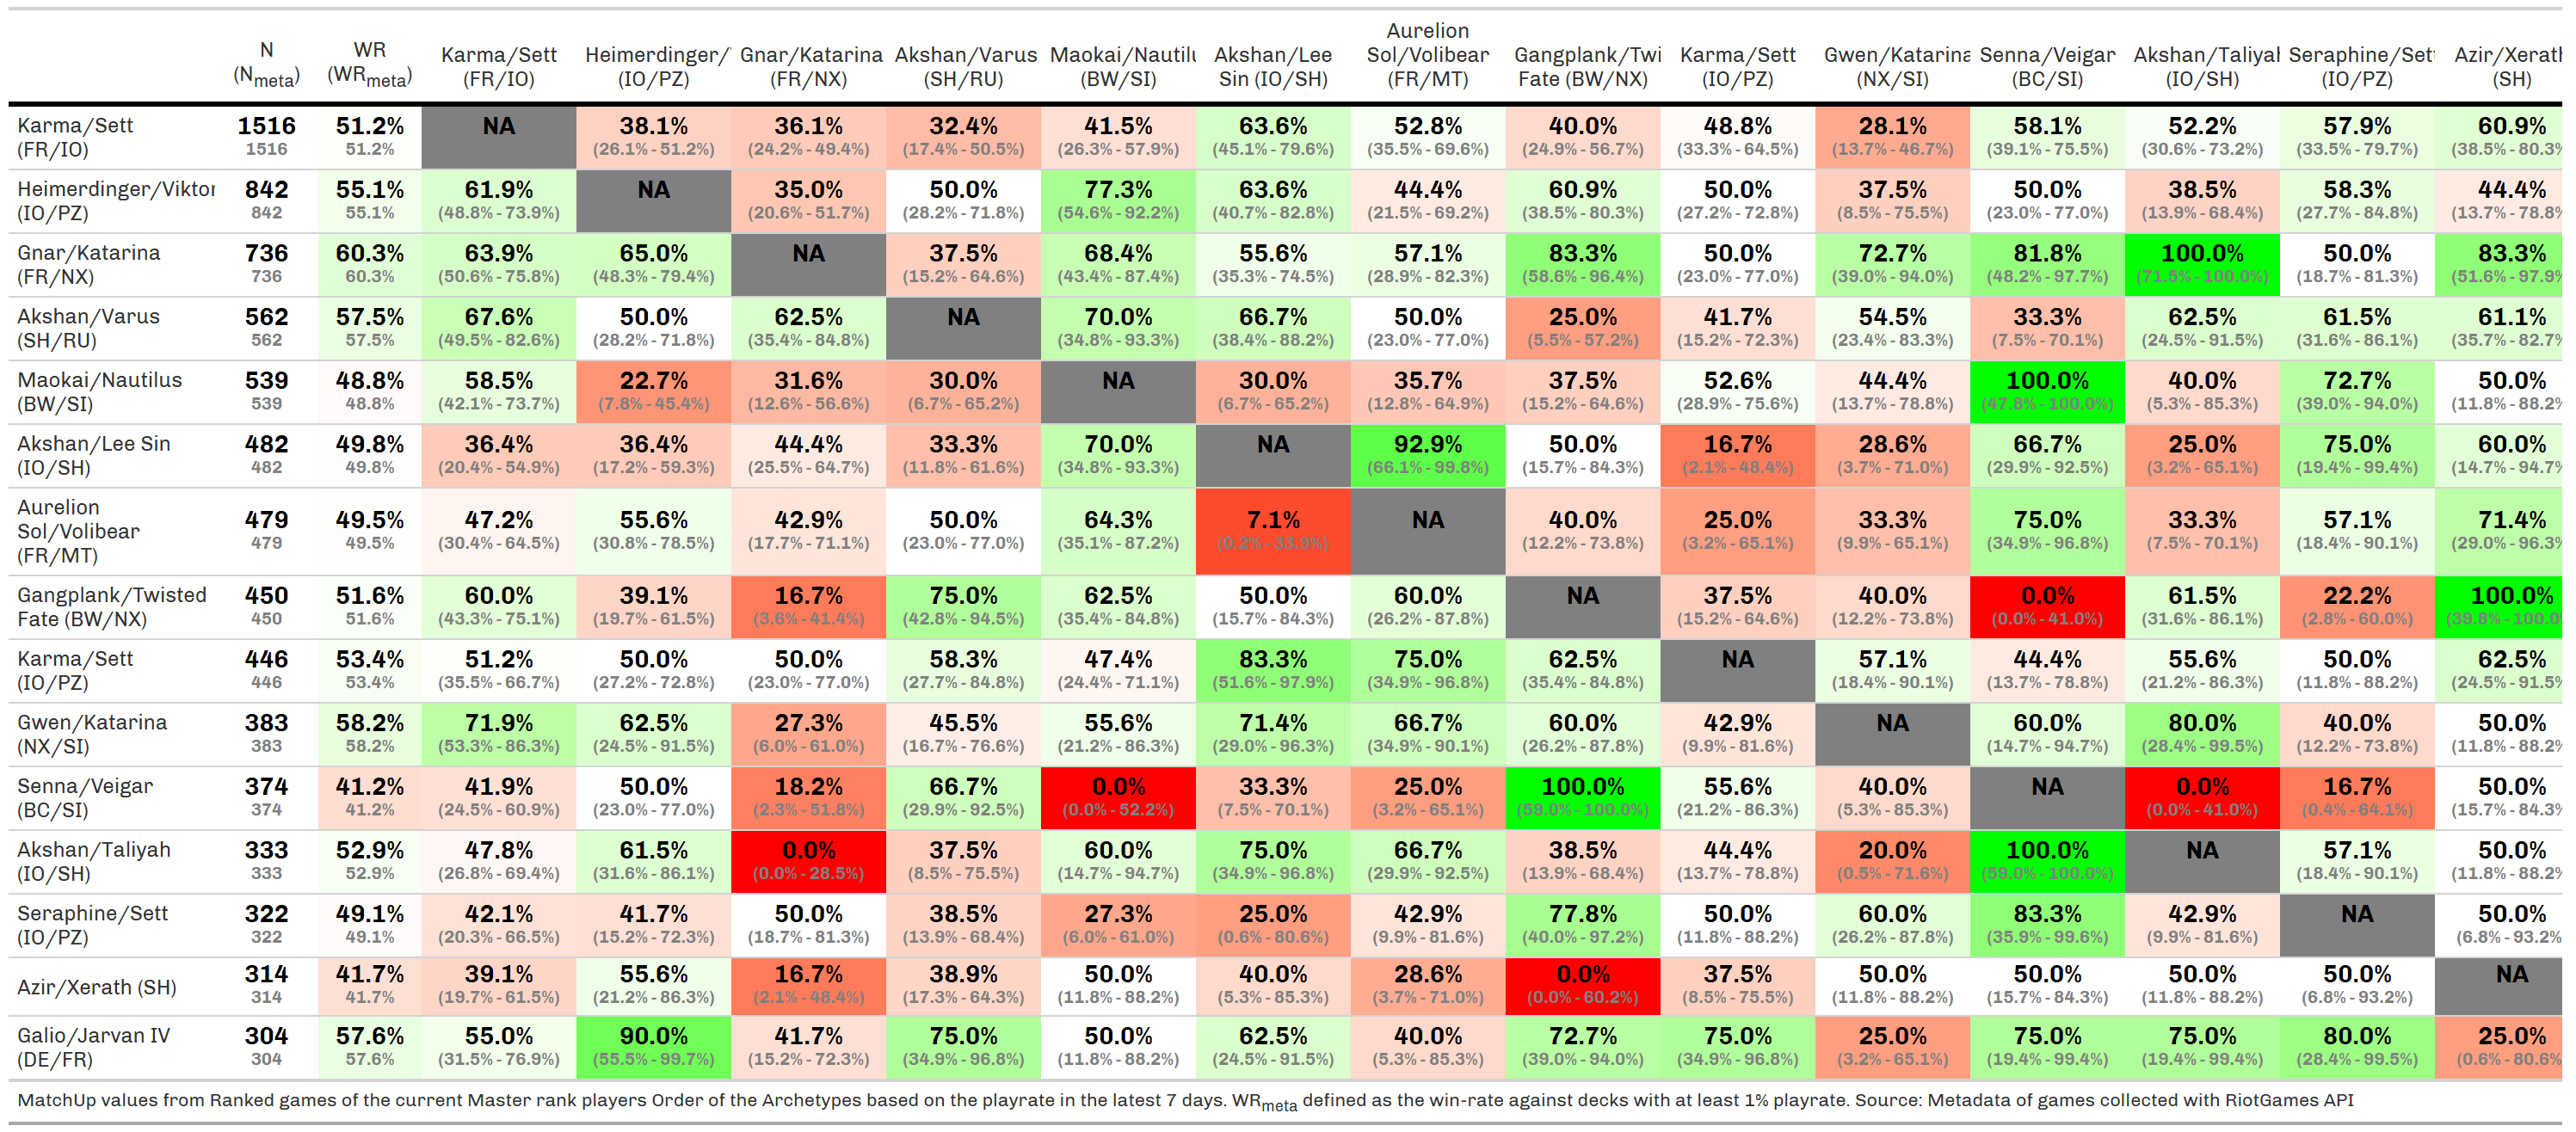 N (N_meta) WR (WR_meta) Karma/Sett (FR/IO) Heimerdinger/ (IO/PZ) Gnar/Katarina (FR/NX) Akshan/Varus (SH/RU) Maokai/Nautilu (BW/SI) Akshan/Lee Sin (IO/SH) Aurelion Sol/Volibear (FR/MT) Gangplank/Twi Fate (BW/NX) Karma/Sett (IO/PZ) Gwen/Katarina (NX/SI) Senna/Veigar (BC/SI) Akshan/Taliyah (IO/SH) Seraphine/Sett (IO/PZ) Azir/Xerath (SH)
Karma/Sett 1516 51.2% NA 38.1% 36.1% 32.4% 41.5% 63.6% 52.8% 40.0% 48.8% 28.1% 58.1% 52.2% 57.9% 60.9%
(FR/IO) 1516 51.2% (26.1% - 51.2%) (24.2% - 49.4%) (17.4% - 50.5%) (26.3% - 57.9%) (45.1% - 79.6%) (35.5% - 69.6%) (24.9% - 56.7%) (33.3% - 64.5%) (13.7% - 46.7%) (39.1% - 75.5%) (30.6% - 73.2%) (33.5% - 79.7%) (38.5% - 80.3%
Heimerdinger/Viktor 842 55.1% 61.9% NA 35.0% 50.0% 77.3% 63.6% 44.4% 60.9% 50.0% 37.5% 50.0% 38.5% 58.3% 44.4%
(IO/PZ) 842 55.1% (48.8% - 73.9%) (20.6% - 51.7%) (28.2% - 71.8%) (54.6% - 92.2%) (40.7% - 82.8%) (21.5% - 69.2%) (38.5% - 80.3%) (27.2% - 72.8%) (8.5% - 75.5%) (23.0% - 77.0%) (13.9% - 68.4%) (27.7% - 84.8%) (13.7% - 78.8%
Gnar/Katarina 736 60.3% 63.9% 65.0% NA 37.5% 68.4% 55.6% 57.1% 83.3% 50.0% 72.7% 81.8% 100.0% 50.0% 83.3%
(FR/NX) 736 60.3% (50.6% - 75.8%) (48.3% - 79.4%) (15.2% - 64.6%) (43.4% - 87.4%) (35.3% - 74.5%) (28.9% - 82.3%) (58.6% - 96.4%) (23.0% - 77.0%) (39.0% - 94.0%) (48.2% - 97.7%) (71.5% - 100.0%) (18.7% - 81.3%) (51.6% - 97.9%
Akshan/Varus 562 57.5% 67.6% 50.0% 62.5% NA 70.0% 66.7% 50.0% 25.0% 41.7% 54.5% 33.3% 62.5% 61.5% 61.1%
(SH/RU) 562 57.5% (49.5% - 82.6%) (28.2% - 71.8%) (35.4% - 84.8%) (34.8% - 93.3%) (38.4% - 88.2%) (23.0% - 77.0%) (5.5% - 57.2%) (15.2% - 72.3%) (23.4% - 83.3%) (7.5% - 70.1%) (24.5% - 91.5%) (31.6% - 86.1%) (35.7% - 82.7%
Maokai/Nautilus 539 48.8% 58.5% 22.7% 31.6% 30.0% NA 30.0% 35.7% 37.5% 52.6% 44.4% 100.0% 40.0% 72.7% 50.0%
(BW/SI) 539 48.8% (42.1% - 73.7%) (7.8% - 45.4%) (12.6% - 56.6%) (6.7% - 65.2%) (6.7% - 65.2%) (12.8% - 64.9%) (15.2% - 64.6%) (28.9% - 75.6%) (13.7% - 78.8%) (47.8% - 100.0%) (5.3% - 85.3%) (39.0% - 94.0%) (11.8% - 88.2%
Akshan/Lee Sin 482 49.8% 36.4% 36.4% 44.4% 33.3% 70.0% NA 92.9% 50.0% 16.7% 28.6% 66.7% 25.0% 75.0% 60.0%
(IO/SH) 482 49.8% (20.4% - 54.9%) (17.2% - 59.3%) (25.5% - 64.7%) (11.8% - 61.6%) (34.8% - 93.3%) (66.1% - 99.8%) (15.7% - 84.3%) (2.1% - 48.4%) (3.7% - 71.0%) (29.9% - 92.5%) (3.2% - 65.1%) (19.4% - 99.4%) (14.7% - 94.7%
Aurelion
Sol/Volibear 479 49.5% 47.2% 55.6% 42.9% 50.0% 64.3% 7.1% NA 40.0% 25.0% 33.3% 75.0% 33.3% 57.1% 71.4%
(FR/MT) 479 49.5% (30.4% - 64.5%) (30.8% - 78.5%) (17.7% - 71.1%) (23.0% - 77.0%) (35.1% - 87.2%) (0.2% - 33.9%) (12.2% - 73.8%) (3.2% - 65.1%) (9.9% - 65.1%) (34.9% - 96.8%) (7.5% - 70.1%) (18.4% - 90.1%) (29.0% - 96.3%
Gangplank/Twisted 450 51.6% 60.0% 39.1% 16.7% 75.0% 62.5% 50.0% 60.0% NA 37.5% 40.0% 0.0% 61.5% 22.2% 100.0%
Fate (BW/NX) 450 51.6% (43.3% - 75.1%) (19.7% - 61.5%) (3.6% - 41.4%) (42.8% - 94.5%) (35.4% - 84.8%) (15.7% - 84.3%) (26.2% - 87.8%) (15.2% - 64.6%) (12.2% - 73.8%) (0.0% - 41.0%) (31.6% - 86.1%) (2.8% - 60.0%) (39.8% - 100.0
Karma/Sett 446 53.4% 51.2% 50.0% 50.0% 58.3% 47.4% 83.3% 75.0% 62.5% NA 57.1% 44.4% 55.6% 50.0% 62.5%
(IO/PZ) 446 53.4% (35.5% - 66.7%) (27.2% - 72.8%) (23.0% - 77.0%) (27.7% - 84.8%) (24.4% - 71.1%) (51.6% - 97.9%) (34.9% - 96.8%) (35.4% - 84.8%) (18.4% - 90.1%) (13.7% - 78.8%) (21.2% - 86.3%) (11.8% - 88.2%) (24.5% - 91.5%
Gwen/Katarina 383 58.2% 71.9% 62.5% 27.3% 45.5% 55.6% 71.4% 66.7% 60.0% 42.9% NA 60.0% 80.0% 40.0% 50.0%
(NX/SI) 383 58.2% (53.3% - 86.3%) (24.5% - 91.5%) (6.0% - 61.0%) (16.7% - 76.6%) (21.2% - 86.3%) (29.0% - 96.3%) (34.9% - 90.1%) (26.2% - 87.8%) (9.9% - 81.6%) (14.7% - 94.7%) (28.4% - 99.5%) (12.2% - 73.8%) (11.8% - 88.2%
Senna/Veigar 374 41.2% 41.9% 50.0% 18.2% 66.7% 0.0% 33.3% 25.0% 100.0% 55.6% 40.0% NA 0.0% 16.7% 50.0%
(BC/SI) 374 41.2% (24.5% - 60.9%) (23.0% - 77.0%) (2.3% - 51.8%) (29.9% - 92.5%) (0.0% - 52.2%) (7.5% - 70.1%) (3.2% - 65.1%) (59.0% - 100.0%) (21.2% - 86.3%) (5.3% - 85.3%) (0.0% - 41.0%) (0.4% - 64.1%) (15.7% - 84.3%
Akshan/Taliyah 333 52.9% 47.8% 61.5% 0.0% 37.5% 60.0% 75.0% 66.7% 38.5% 44.4% 20.0% 100.0% NA 57.1% 50.0%
(IO/SH) 333 52.9% (26.8% - 69.4%) (31.6% - 86.1%) (0.0% - 28.5%) (8.5% - 75.5%) (14.7% - 94.7%) (34.9% - 96.8%) (29.9% - 92.5%) (13.9% - 68.4%) (13.7% - 78.8%) (0.5% - 71.6%) (59.0% - 100.0%) (18.4% - 90.1%) (11.8% - 88.2%
Seraphine/Sett 322 49.1% 42.1% 41.7% 50.0% 38.5% 27.3% 25.0% 42.9% 77.8% 50.0% 60.0% 83.3% 42.9% NA 50.0%
(IO/PZ) 322 49.1% (20.3% - 66.5%) (15.2% - 72.3%) (18.7% - 81.3%) (13.9% - 68.4%) (6.0% - 61.0%) (0.6% - 80.6%) (9.9% - 81.6%) (40.0% - 97.2%) (11.8% - 88.2%) (26.2% - 87.8%) (35.9% - 99.6%) (9.9% - 81.6%) (6.8% - 93.2%
Azir/Xerath (SH) 314 41.7% 39.1% 55.6% 16.7% 38.9% 50.0% 40.0% 28.6% 0.0% 37.5% 50.0% 50.0% 50.0% 50.0% NA
314 41.7% (19.7% - 61.5%) (21.2% - 86.3%) (2.1% - 48.4%) (17.3% - 64.3%) (11.8% - 88.2%) (5.3% - 85.3%) (3.7% - 71.0%) (0.0% - 60.2%) (8.5% - 75.5%) (11.8% - 88.2%) (15.7% - 84.3%) (11.8% - 88.2%) (6.8% - 93.2%)
Galio/Jarvan IV 304 57.6% 55.0% 90.0% 41.7% 75.0% 50.0% 62.5% 40.0% 72.7% 75.0% 25.0% 75.0% 75.0% 80.0% 25.0%
(DE/FR) 304 57.6% (31.5% - 76.9%) (55.5% - 99.7%) (15.2% - 72.3%) (34.9% - 96.8%) (11.8% - 88.2%) (24.5% - 91.5%) (5.3% - 85.3%) (39.0% - 94.0%) (34.9% - 96.8%) (3.2% - 65.1%) (19.4% - 99.4%) (19.4% - 99.4%) (28.4% - 99.5%) (0.6% - 80.6%
MatchUp values from Ranked games of the current Master rank players Order of the Archetypes based on the playrate in the latest 7 days. WR_meta defined as the win-rate against decks with at least 1% playrate. Source: Metadata of games collected with RiotGames API